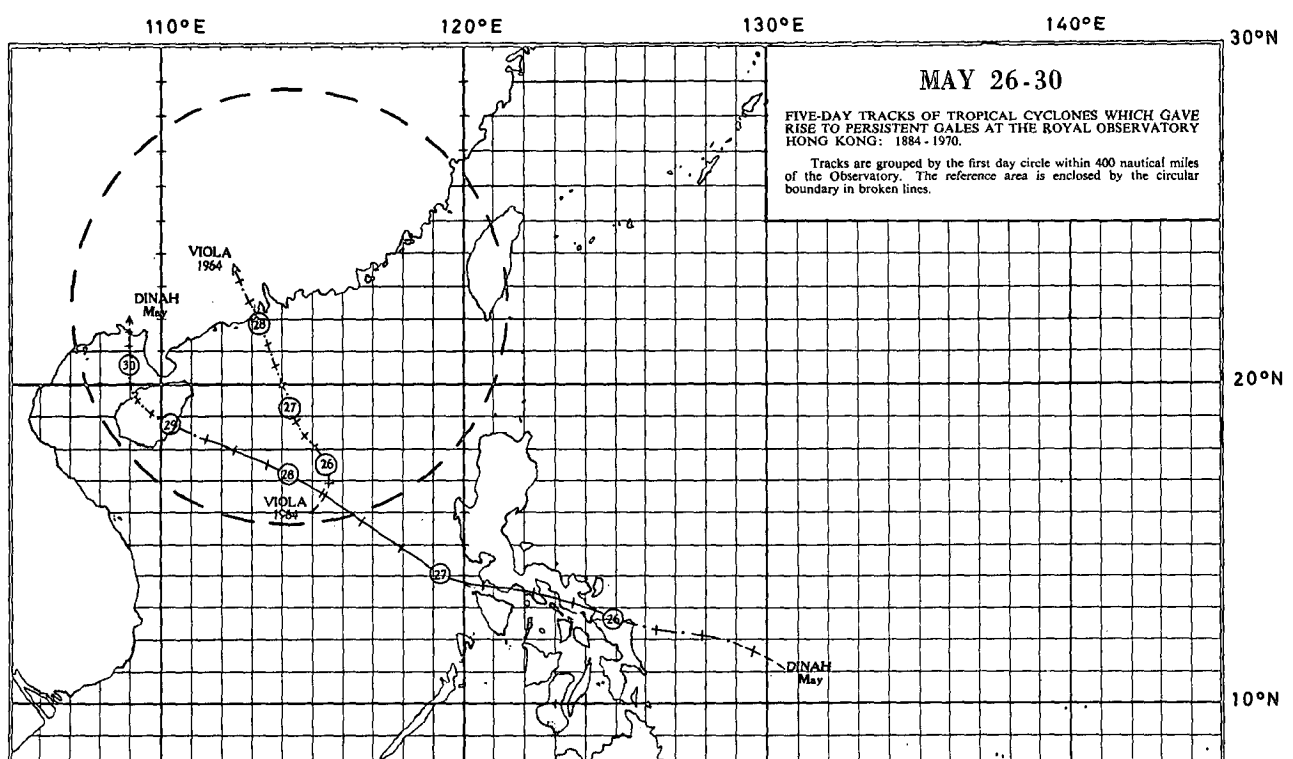 110°E 120°E 130°E 140°E
30°N
MAY 26-30
FIVE-DAY TRACKS OF TROPICAL CYCLONES WHICH GAVE
RISE TO PERSISTENT GALES AT THE ROYAL OBSERVATORY
HONG KONG: 1884-1970.
Tracks are grouped by the first day circle within 400 nautical miles
of the Observatory. The reference area is enclosed by the circular
boundary in broken lines.
VIOLA
1964
DINAH
May
28
30
20°N
27
29
26
28
VIOLA
1964
27
26
DINAH
May
10°N